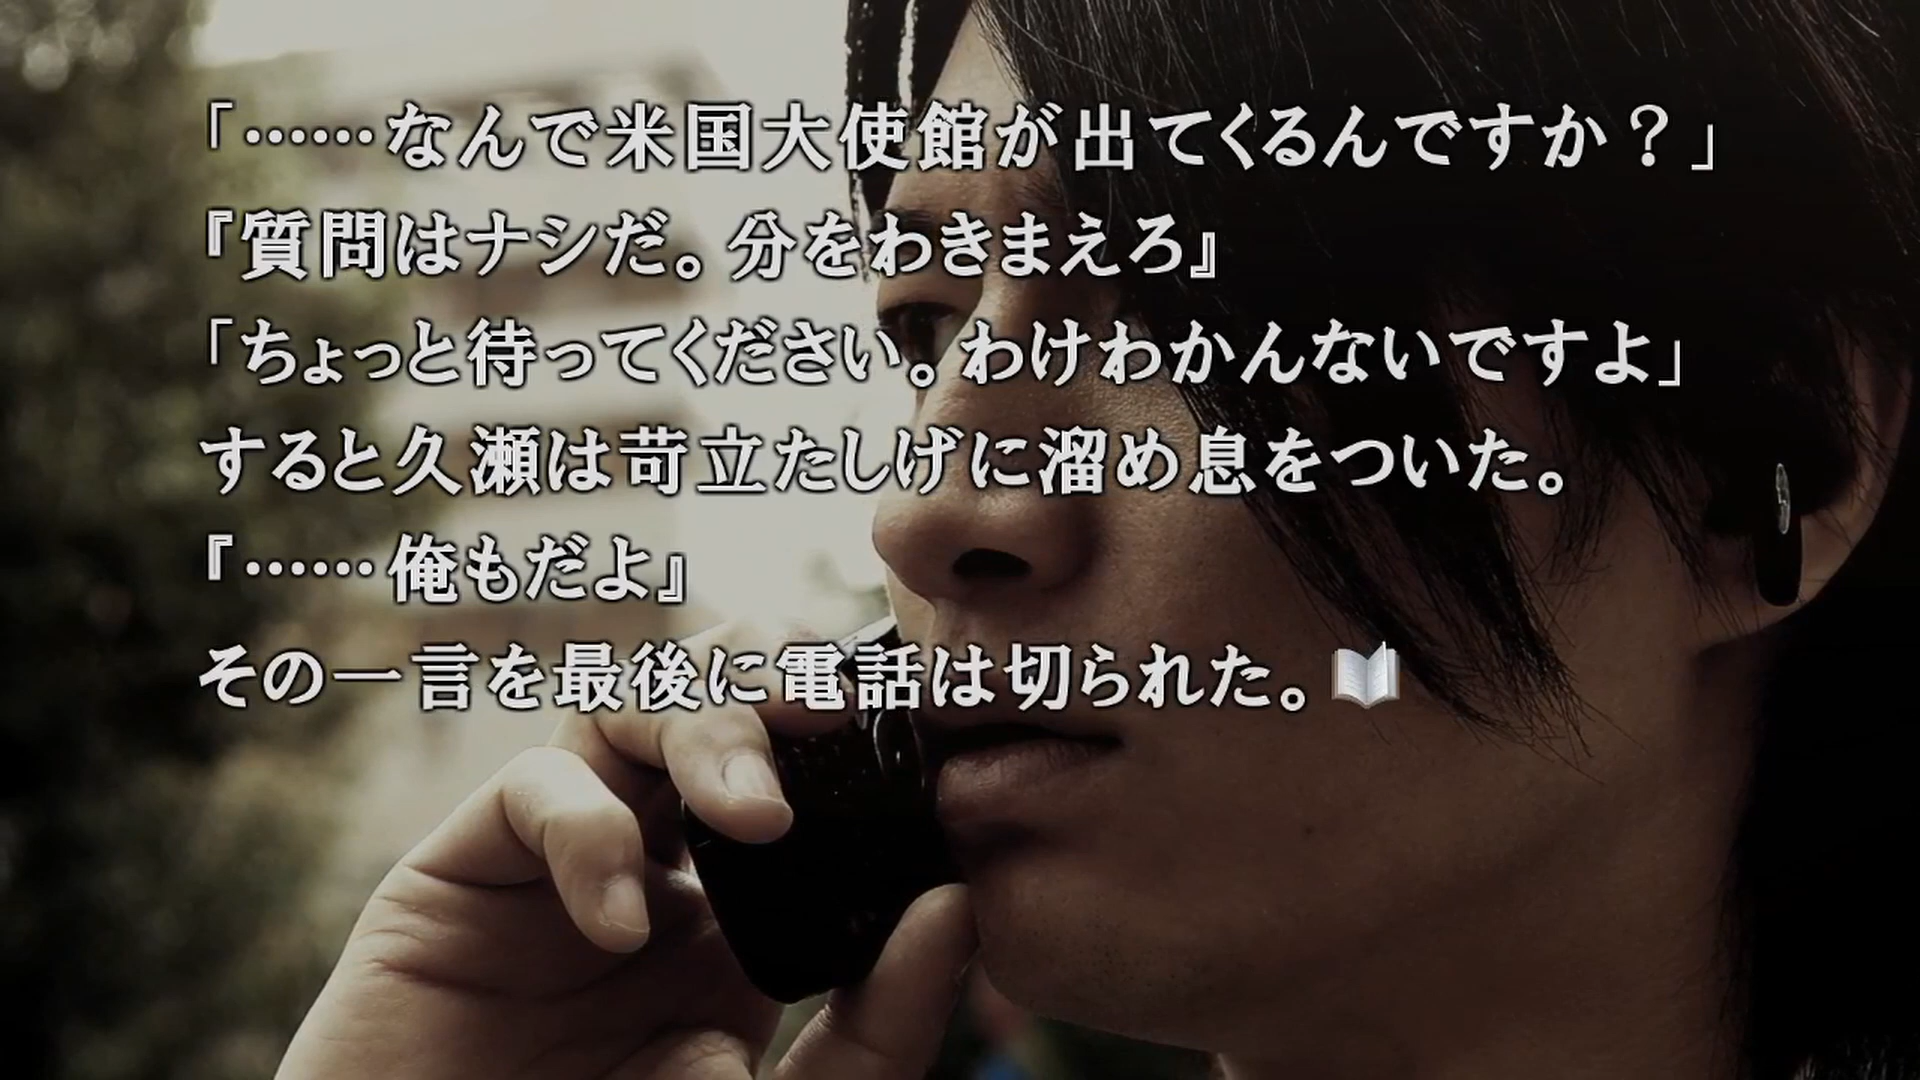 「……なんで米国大使館が出てくるんですか？」
『質問はナシだ。分をわきまえろ』
「ちょっと待ってください。わけわかんないですよ」
すると久瀬は苛立たしげに溜め息をついた。
『……俺もだよ』
その一言を最後に電話は切られた。